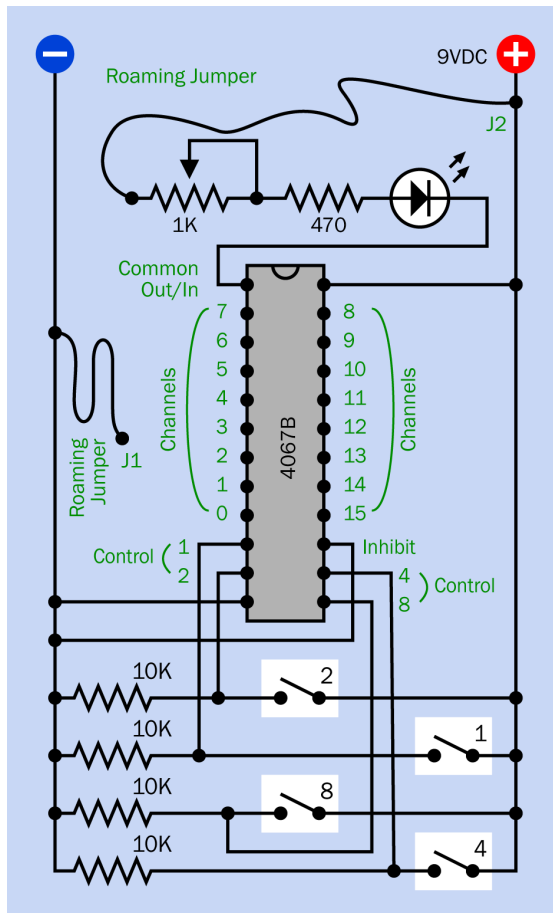 −
+
9VDC
Roaming Jumper
J2
1K
470
Common
Out/In
7
8
6
9
5
10
4
11
3
12
2
13
1
14
0
15
Channels
Channels
4067B
Roaming
Jumper
J1
Control
1
2
Inhibit
4
8
Control
10K
2
10K
1
10K
8
10K
4